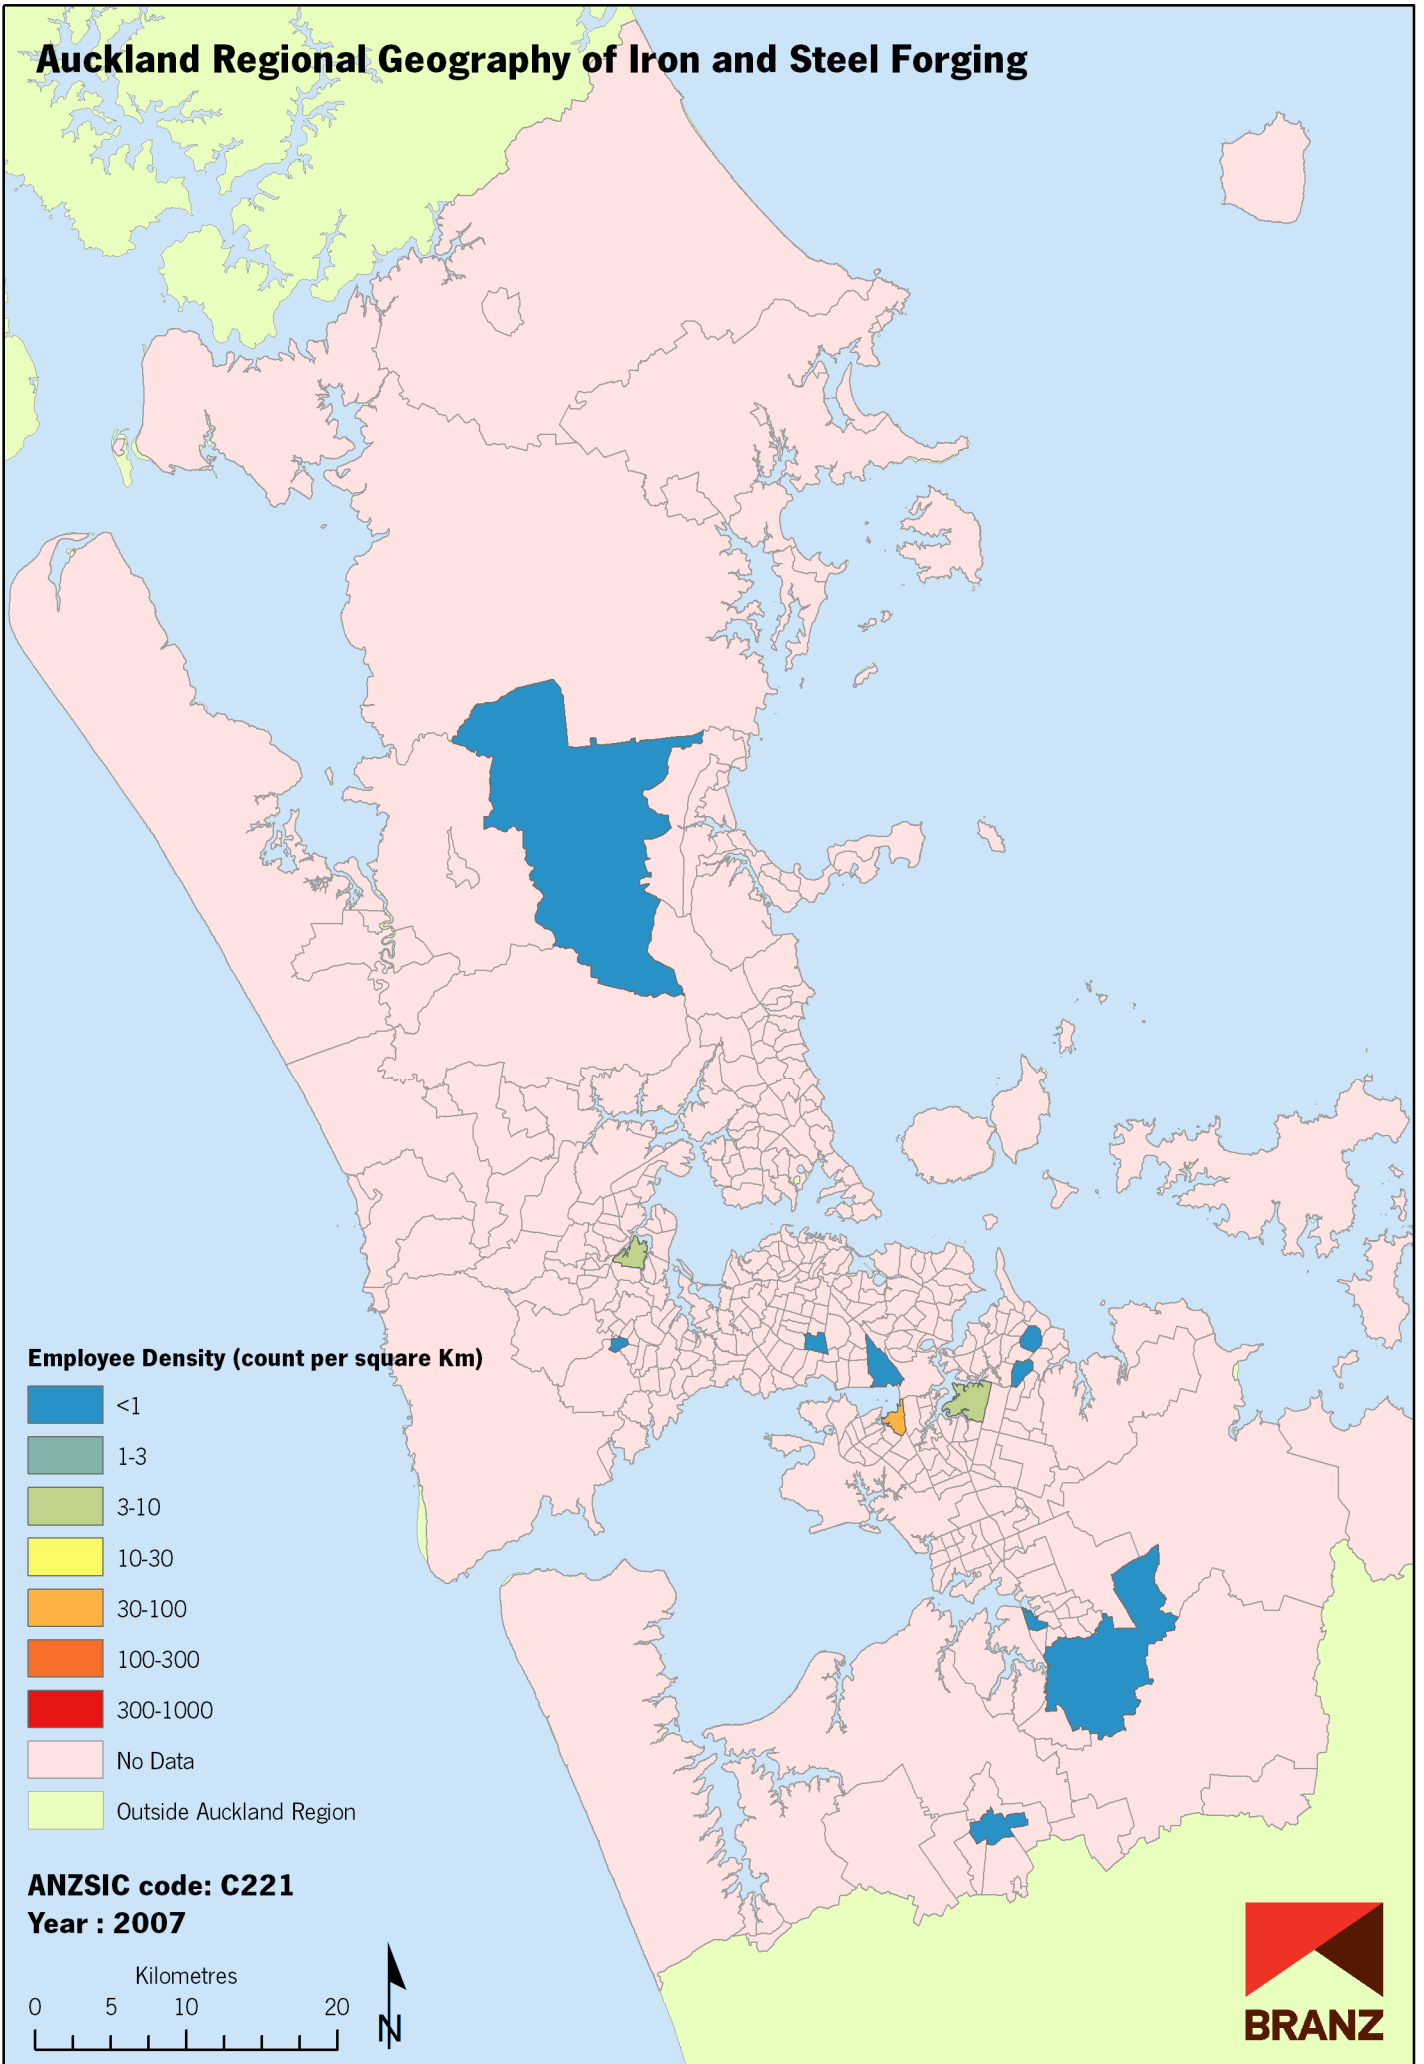 Auckland Regional Geography of Iron and Steel Forging
Employee Density (count per square Km)
<1
1-3
3-10
10-30
30-100
100-300
300-1000
No Data
Outside Auckland Region
ANZSIC code: C221
Year : 2007
Kilometres
0 5 10 20
N
BRANZ